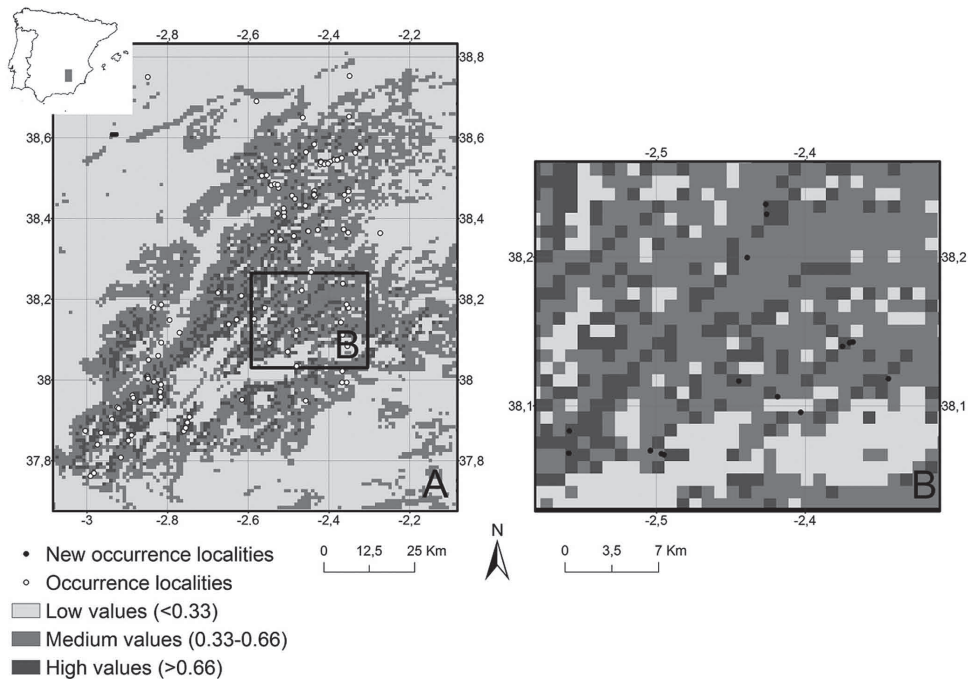 -2,8 -2,6 -2,4 -2,2
38,8 38,8
38,6 38,6
38,4 38,4
38,2 38,2
38 38
37,8 37,8
B
A
-3 -2,8 -2,6 -2,4 -2,2
-2,5 -2,4
38,2 38,2
38,1 38,1
B
-2,5 -2,4
N
0 12,5 25 Km
0 3,5 7 Km
New occurrence localities
Occurrence localities
Low values (<0.33)
Medium values (0.33-0.66)
High values (>0.66)